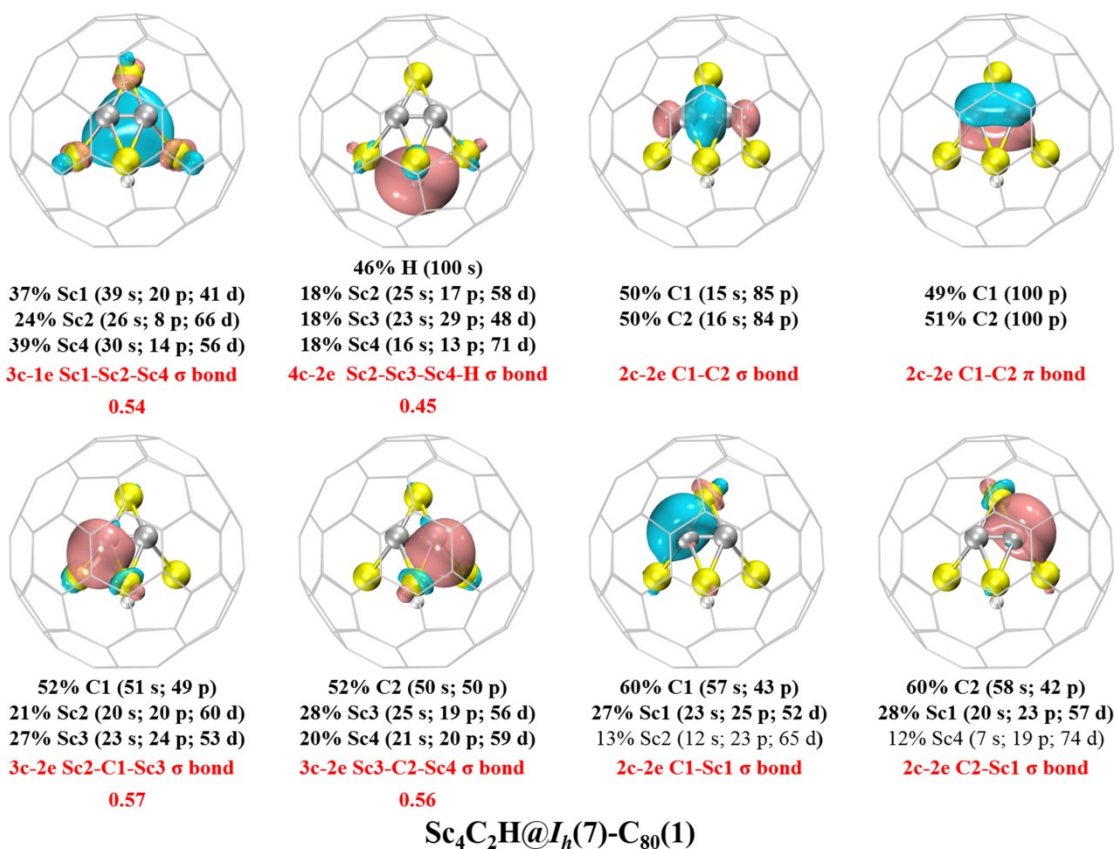 37% Sc1 (39 s; 20 p; 41 d)
24% Sc2 (26 s; 8 p; 66 d)
39% Sc4 (30 s; 14 p; 56 d)
3c-1e Sc1-Sc2-Sc4 σ bond
0.54
46% H (100 s)
18% Sc2 (25 s; 17 p; 58 d)
18% Sc3 (23 s; 29 p; 48 d)
18% Sc4 (16 s; 13 p; 71 d)
4c-2e Sc2-Sc3-Sc4-H σ bond
0.45
50% C1 (15 s; 85 p)
50% C2 (16 s; 84 p)
2c-2e C1-C2 σ bond
49% C1 (100 p)
51% C2 (100 p)
2c-2e C1-C2 π bond
52% C1 (51 s; 49 p)
21% Sc2 (20 s; 20 p; 60 d)
27% Sc3 (23 s; 24 p; 53 d)
3c-2e Sc2-C1-Sc3 σ bond
0.57
52% C2 (50 s; 50 p)
28% Sc3 (25 s; 19 p; 56 d)
20% Sc4 (21 s; 20 p; 59 d)
3c-2e Sc3-C2-Sc4 σ bond
0.56
60% C1 (57 s; 43 p)
27% Sc1 (23 s; 25 p; 52 d)
13% Sc2 (12 s; 23 p; 65 d)
2c-2e C1-Sc1 σ bond
60% C2 (58 s; 42 p)
28% Sc1 (20 s; 23 p; 57 d)
12% Sc4 (7 s; 19 p; 74 d)
2c-2e C2-Sc1 σ bond
Sc₄C₂H@Iₕ(7)-C₈₀(1)